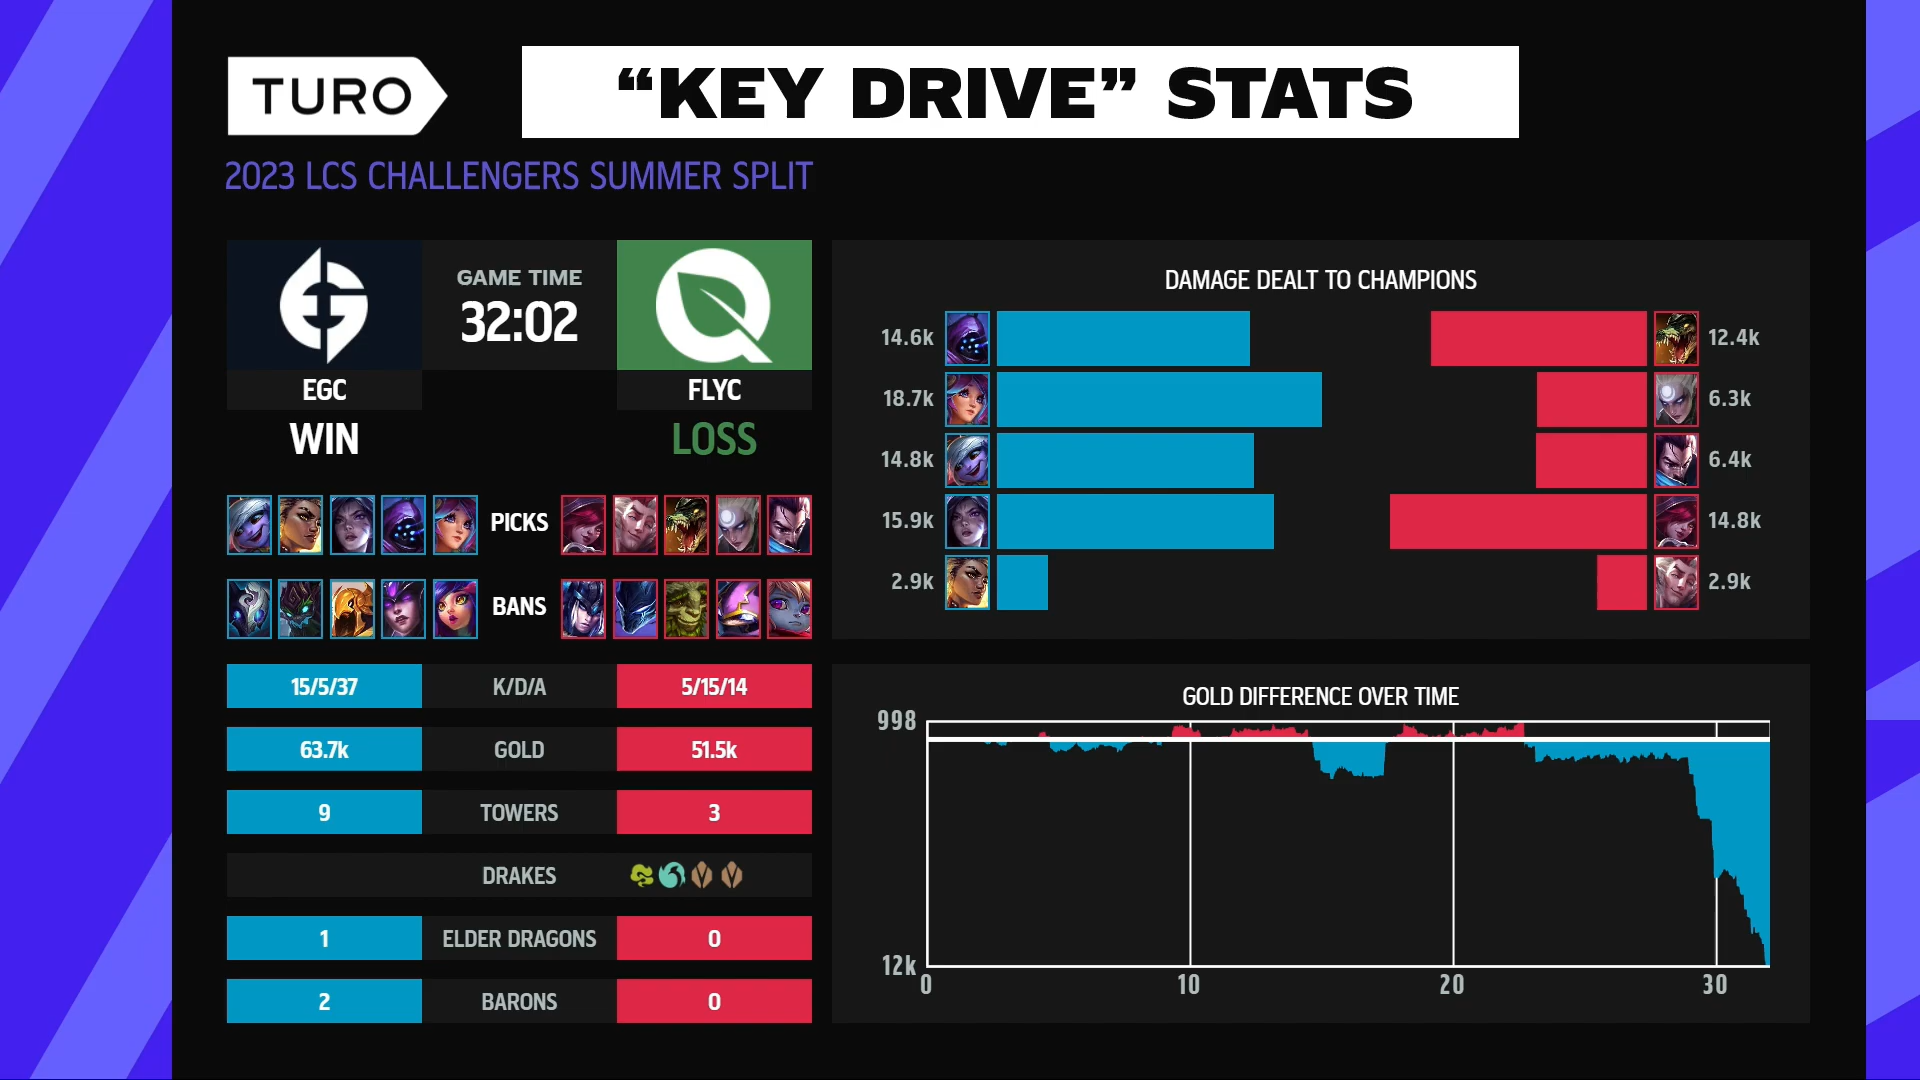 TURO
“KEY DRIVE” STATS
2023 LCS CHALLENGERS SUMMER SPLIT
GAME TIME
32:02
EGC
FLYC
WIN
LOSS
PICKS
BANS
15/5/37 K/D/A 5/15/14
63.7k GOLD 51.5k
9 TOWERS 3
DRAKES
1 ELDER DRAGONS 0
2 BARONS 0
DAMAGE DEALT TO CHAMPIONS
14.6k 12.4k
18.7k 6.3k
14.8k 6.4k
15.9k 14.8k
2.9k 2.9k
GOLD DIFFERENCE OVER TIME
998
12k
0 10 20 30